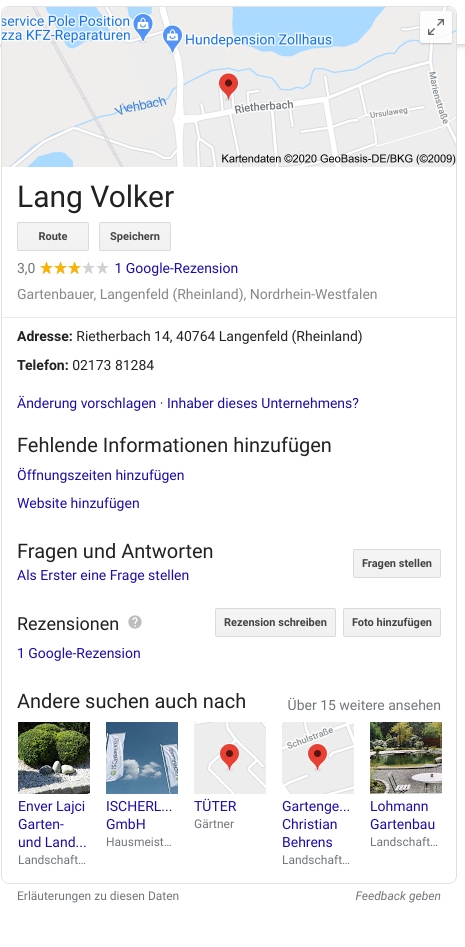 service Pole Position
zza KFZ-Reparaturen
Hundepension Zollhaus
Marienstraße
Viehbach
Rietherbach
Ursulaweg
Kartendaten ©2020 GeoBasis-DE/BKG (©2009)
Lang Volker
Route Speichern
3,0 1 Google-Rezension
Gartenbauer, Langenfeld (Rheinland), Nordrhein-Westfalen
Adresse: Rietherbach 14, 40764 Langenfeld (Rheinland)
Telefon: 02173 81284
Änderung vorschlagen · Inhaber dieses Unternehmens?
Fehlende Informationen hinzufügen
Öffnungszeiten hinzufügen
Website hinzufügen
Fragen und Antworten
Fragen stellen
Als Erster eine Frage stellen
Rezensionen ? Rezension schreiben Foto hinzufügen
1 Google-Rezension
Andere suchen auch nach Über 15 weitere ansehen
Schulstraße
Enver Lajci
Garten-
und Land...
Landschaft...
ISCHERL...
GmbH
Hausmeist...
TÜTER
Gärtner
Gartenge...
Christian
Behrens
Landschaft...
Lohmann
Gartenbau
Landschaft...
Erläuterungen zu diesen Daten Feedback geben